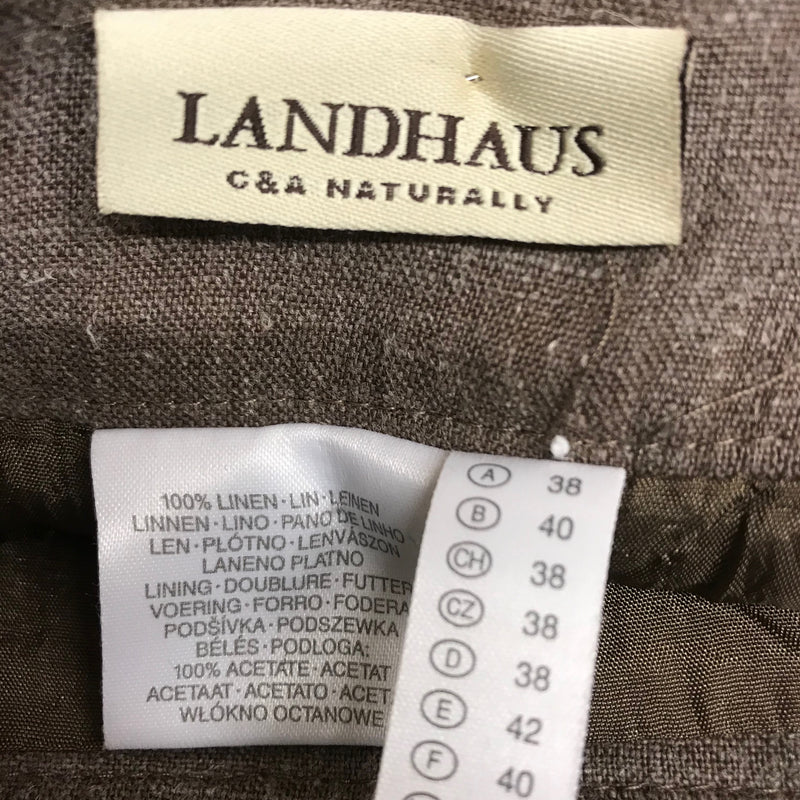 LANDHAUS
C&A NATURALLY
100% LINEN·LIN·LEINEN
LINNEN·LINO·PANO DE LINHO
LEN·PŁÓTNO·LENVÁSZON
LANENO PLATNO
LINING·DOUBLURE·FUTTER
VOERING·FORRO·FODERA
PODŠÍVKA·PODSZEWKA
BÉLÉS·PODLOGA:
100% ACETATE·ACETAT
ACETAAT·ACETATO·ACET
WŁÓKNO OCTANOWE
A 38
B 40
CH 38
CZ 38
D 38
E 42
F 40